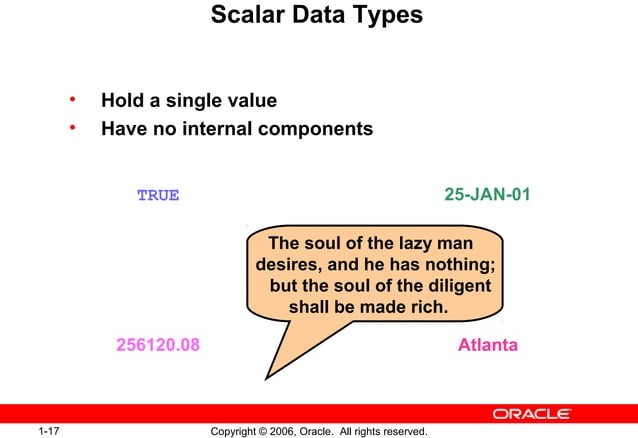 Scalar Data Types
• Hold a single value
• Have no internal components
TRUE
25-JAN-01
The soul of the lazy man
desires, and he has nothing;
but the soul of the diligent
shall be made rich.
256120.08
Atlanta
ORACLE
1-17
Copyright © 2006, Oracle. All rights reserved.